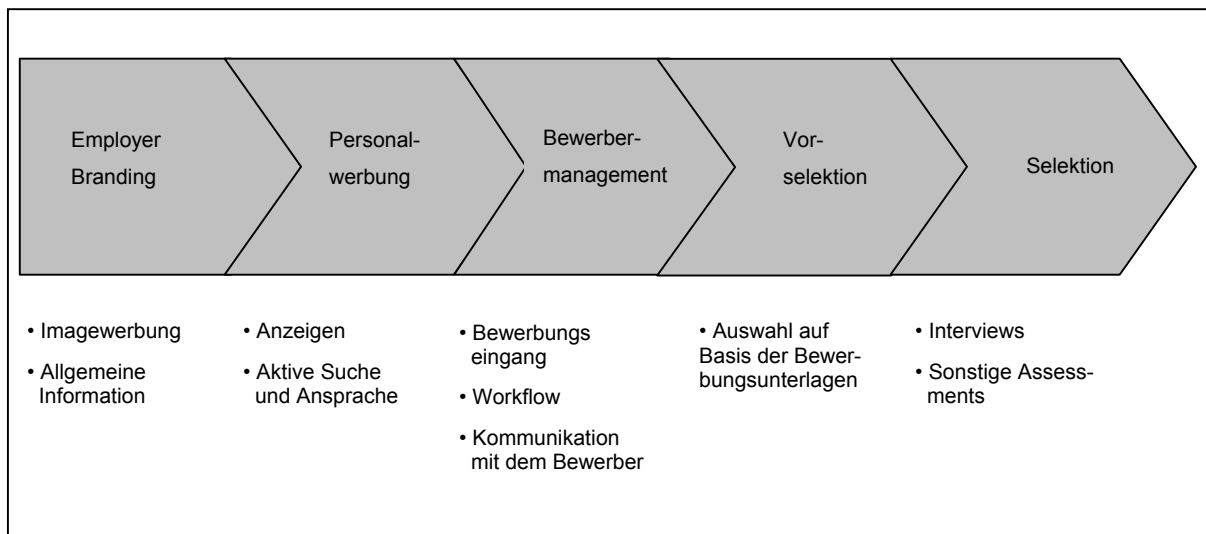 Employer
Branding
Personal-
werbung
Bewerber-
management
Vor-
selektion
Selektion
• Imagewerbung
• Allgemeine
Information
• Anzeigen
• Aktive Suche
und Ansprache
• Bewerbungs
eingang
• Workflow
• Kommunikation
mit dem Bewerber
• Auswahl auf
Basis der Bewer-
bungsunterlagen
• Interviews
• Sonstige Assess-
ments